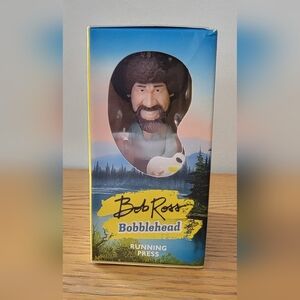 Bob Ross
Bobblehead
RUNNING
PRESS